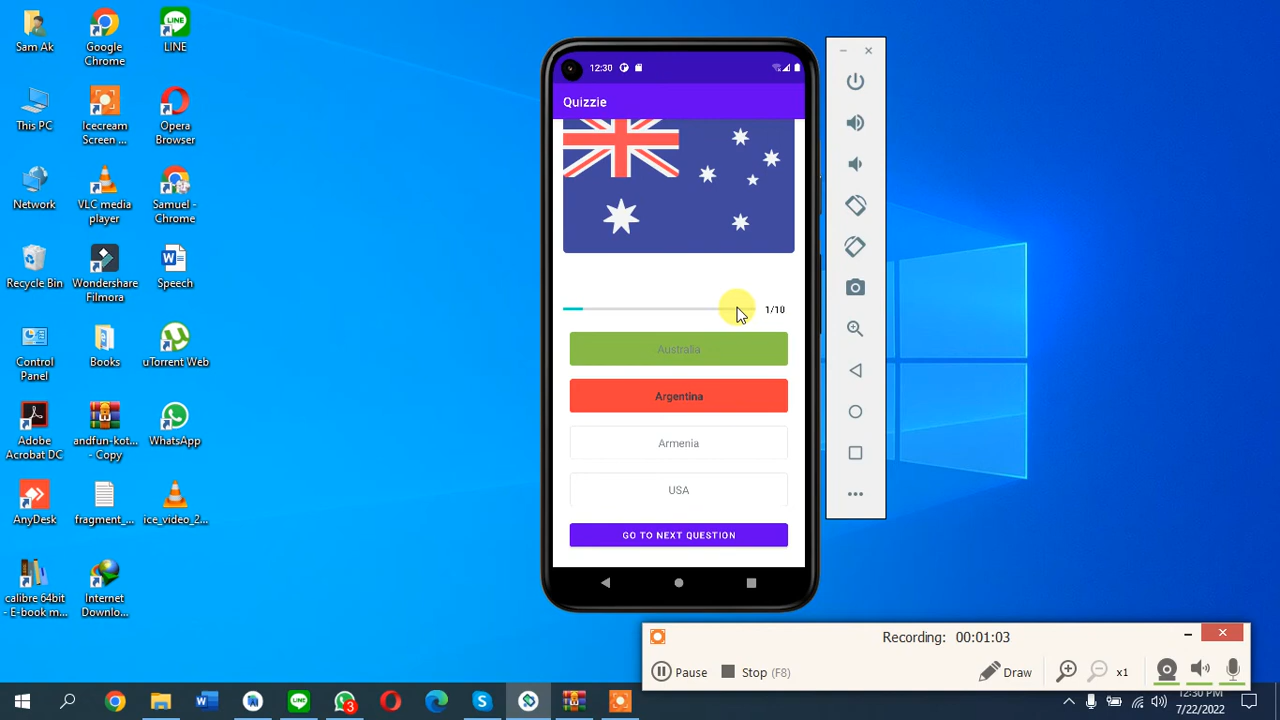 Sam Ak
Google
Chrome
LINE
This PC
Icecream
Screen ...
Opera
Browser
Network
VLC media
player
Samuel -
Chrome
Recycle Bin
Wondershare
Filmora
Speech
Control
Panel
Books
uTorrent Web
Adobe
Acrobat DC
andfun-kot...
- Copy
WhatsApp
AnyDesk
fragment_...
ice_video_2...
calibre 64bit
- E-book m...
Internet
Downlo...
12:30
Quizzie
1/10
Australia
Argentina
Armenia
USA
GO TO NEXT QUESTION
Recording: 00:01:03
Pause
Stop (F8)
Draw
x1
3
12:30 PM
7/22/2022